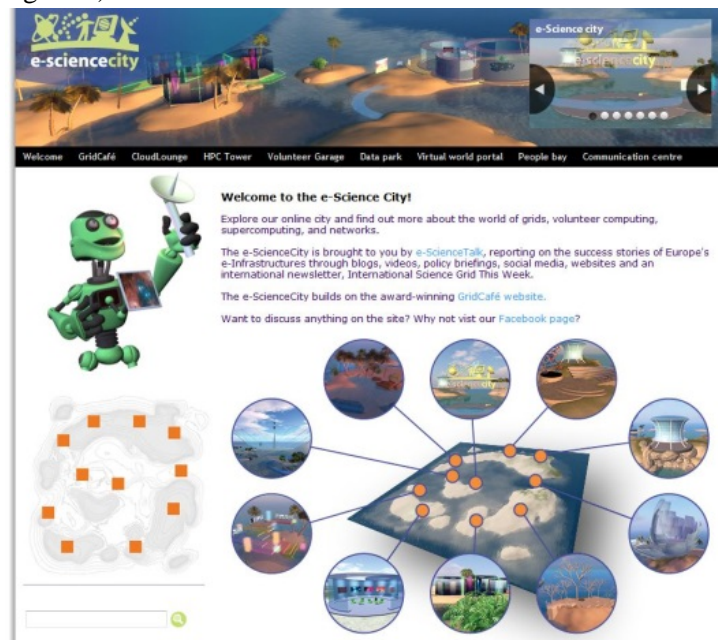 e-sciencecity
e-Science city
e-sciencecity
Welcome GridCafé CloudLounge HPC Tower Volunteer Garage Data park Virtual world portal People bay Communication centre
Welcome to the e-Science City!
Explore our online city and find out more about the world of grids, volunteer computing,
supercomputing, and networks.
The e-ScienceCity is brought to you by e-ScienceTalk, reporting on the success stories of Europe's
e-Infrastructures through blogs, videos, policy briefings, social media, websites and an
international newsletter, International Science Grid This Week.
The e-ScienceCity builds on the award-winning GridCafé website.
Want to discuss anything on the site? Why not vist our Facebook page?